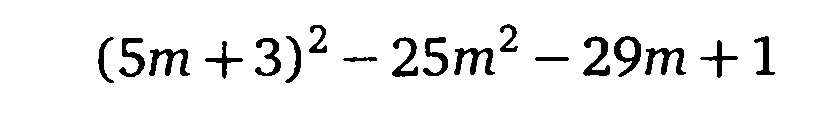 (5m + 3)² − 25m² − 29m + 1